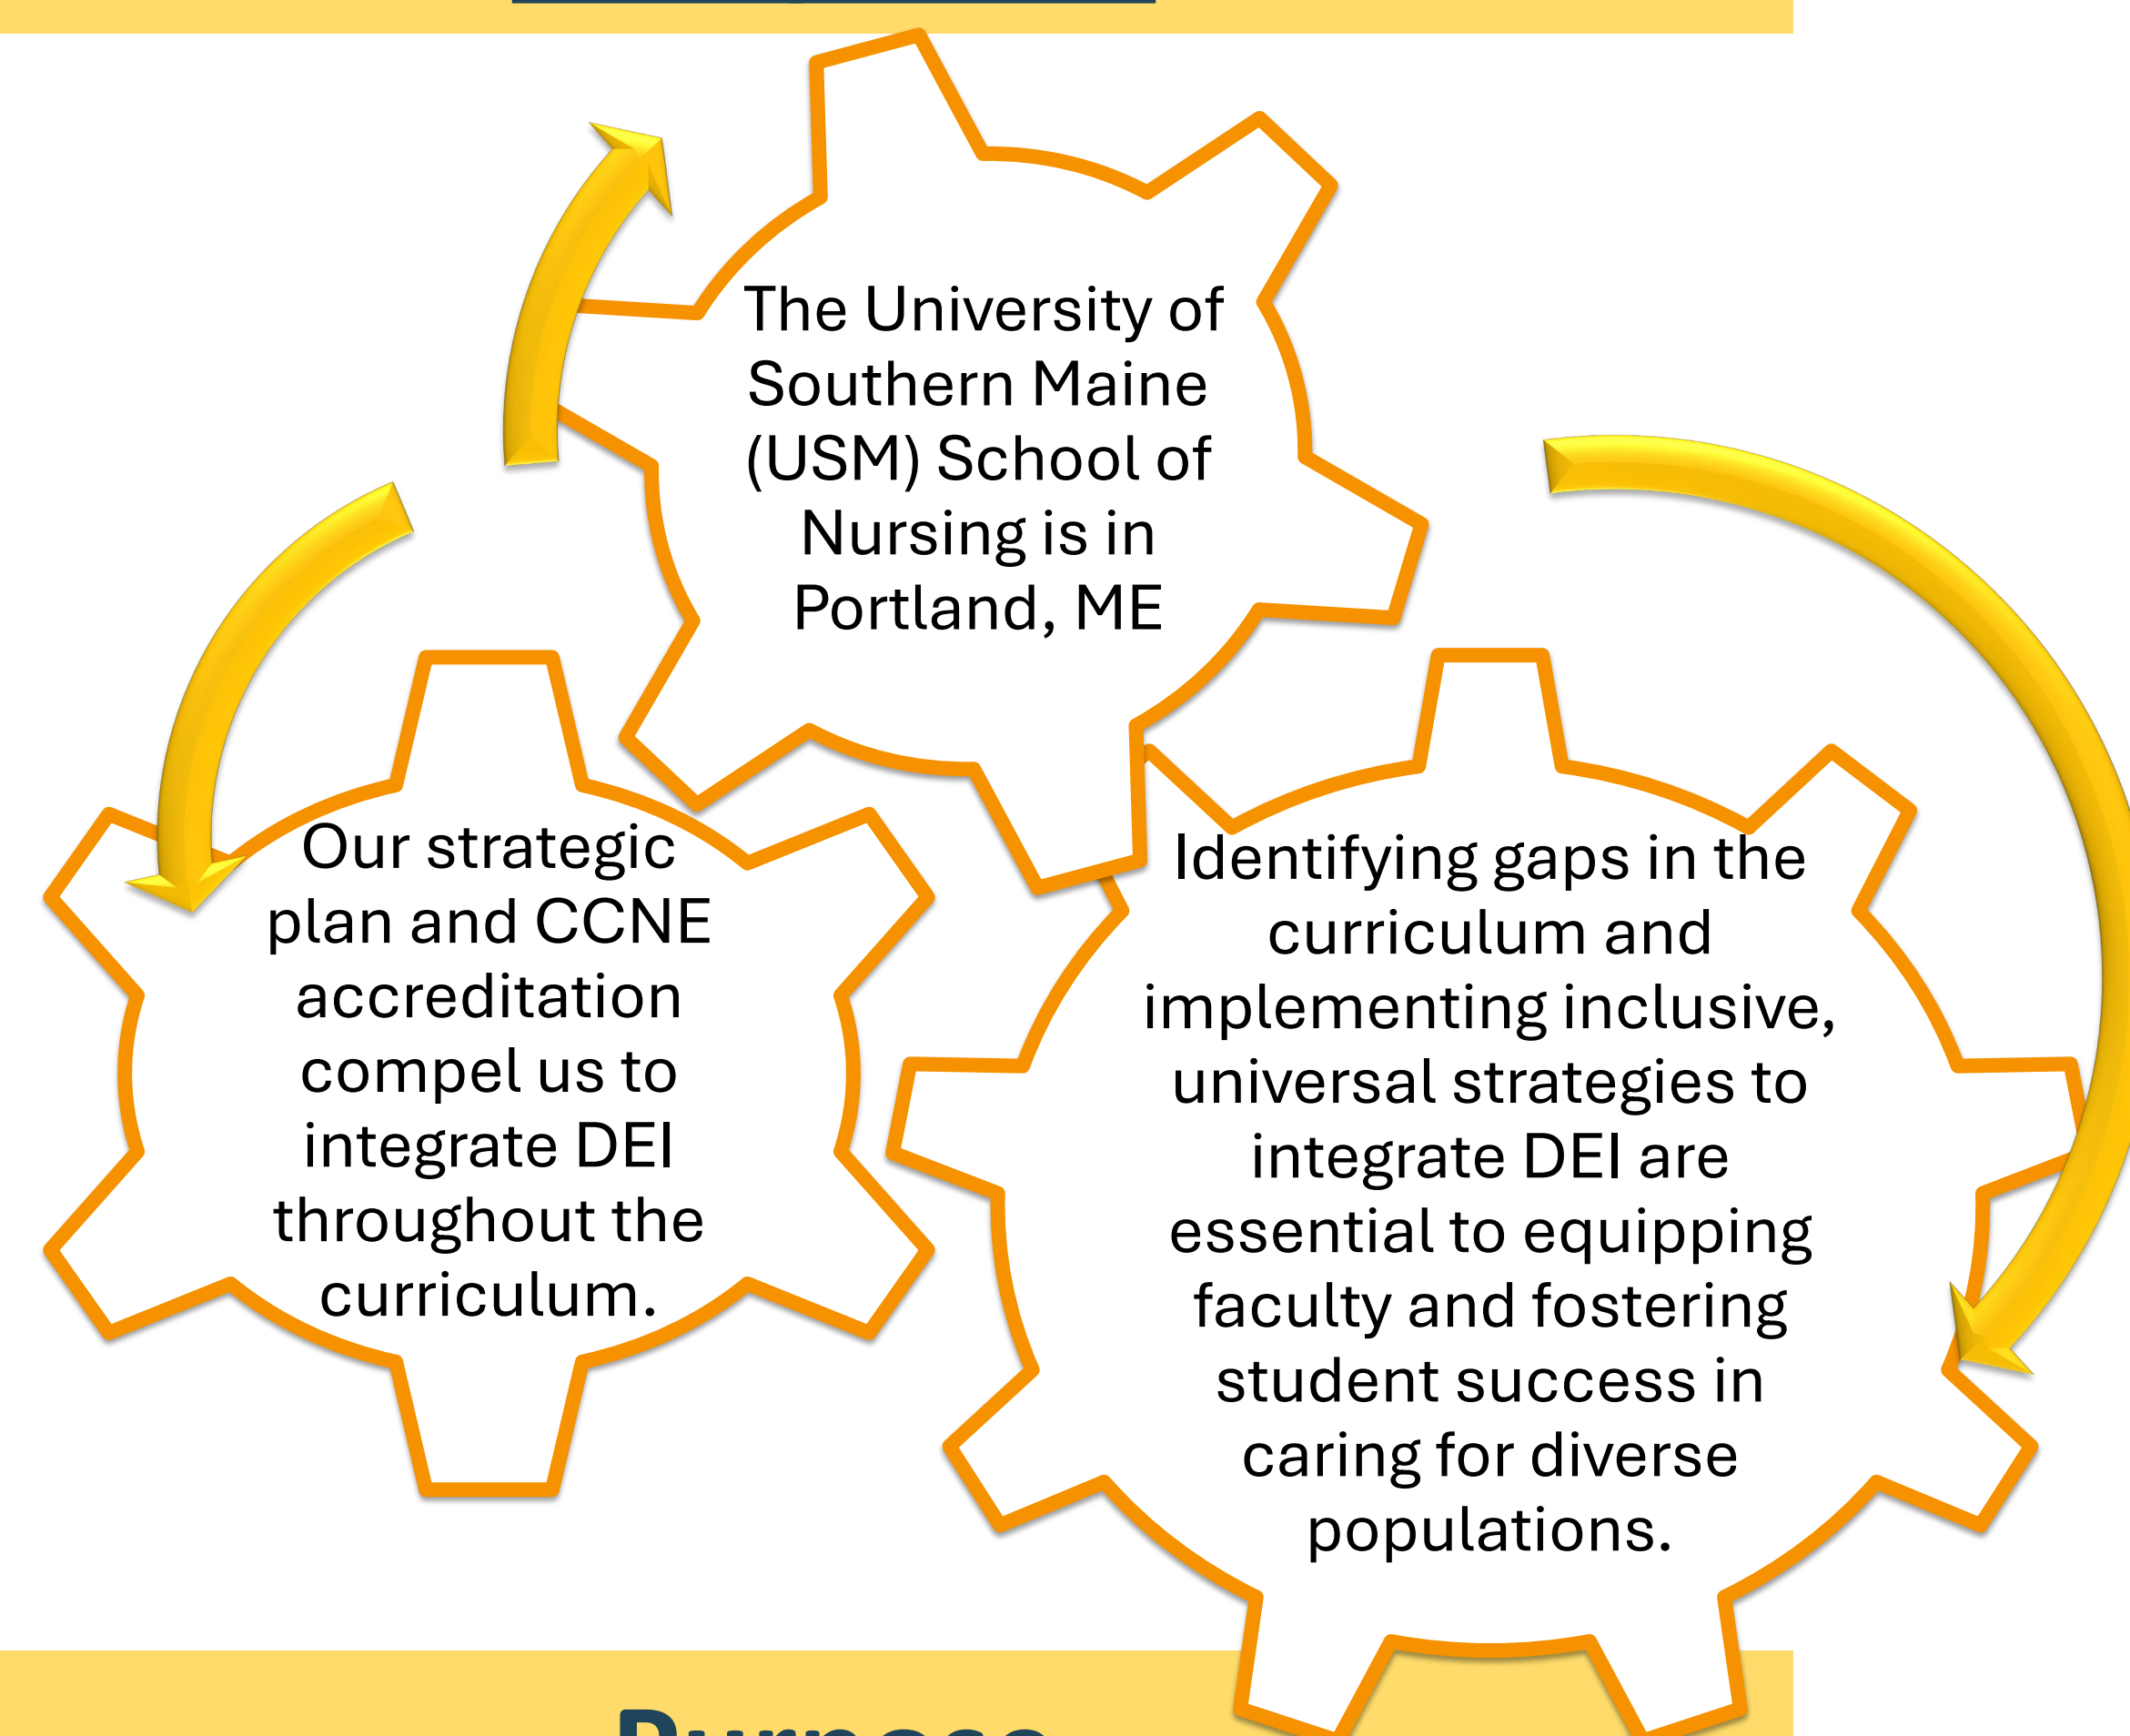 The University of
Southern Maine
(USM) School of
Nursing is in
Portland, ME
Our strategic
plan and CCNE
accreditation
compel us to
integrate DEI
throughout the
curriculum.
Identifying gaps in the
curriculum and
implementing inclusive,
universal strategies to
integrate DEI are
essential to equipping
faculty and fostering
student success in
caring for diverse
populations.
Purpose